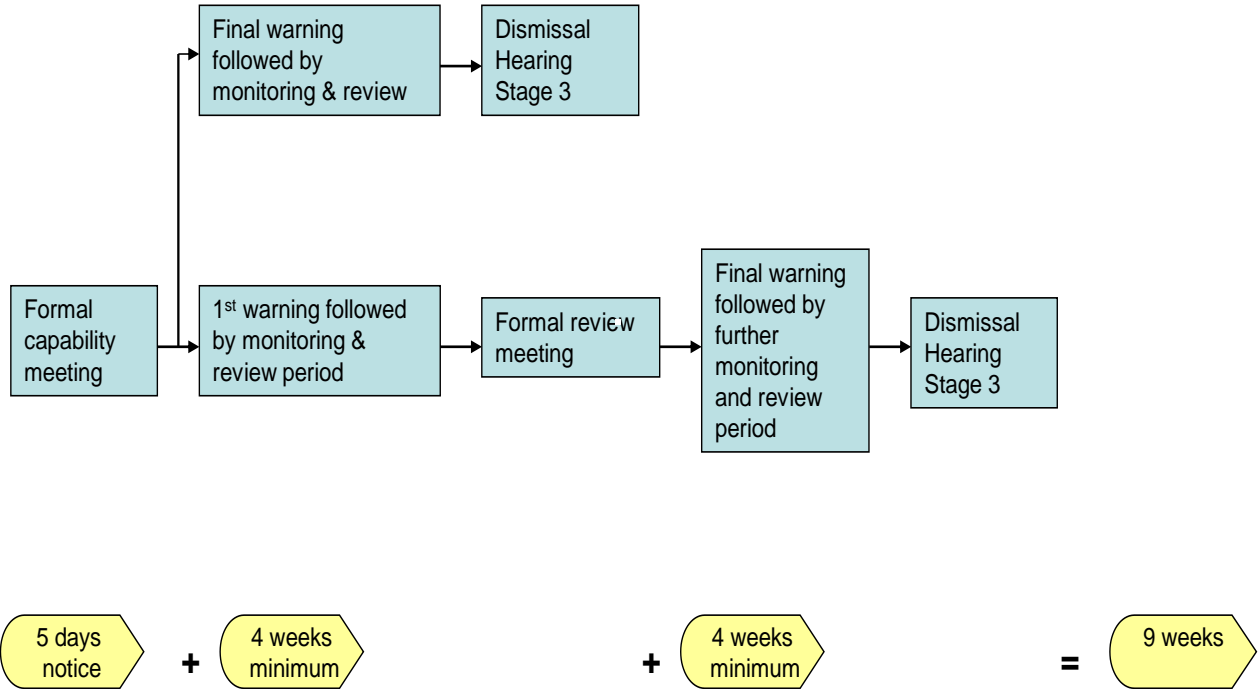 Final warning
followed by
monitoring & review
Dismissal
Hearing
Stage 3
Formal
capability
meeting
1st warning followed
by monitoring &
review period
Formal review
meeting
Final warning
followed by
further
monitoring
and review
period
Dismissal
Hearing
Stage 3
5 days
notice
+
4 weeks
minimum
+
4 weeks
minimum
=
9 weeks